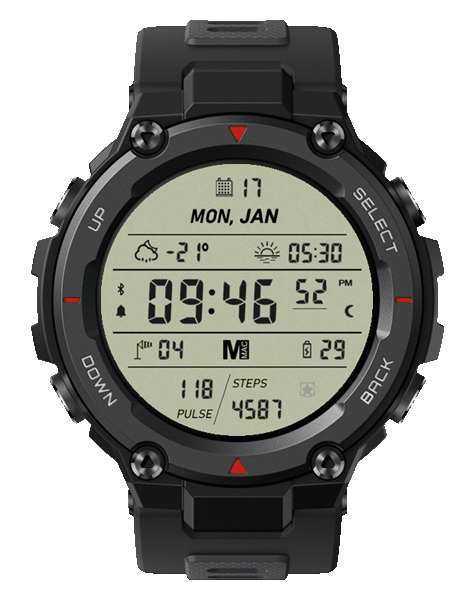 17
MON, JAN
-21° 05:30
09:46 52 PM
04 M MAC 29
118 STEPS
PULSE 4587
UP
SELECT
DOWN
BACK